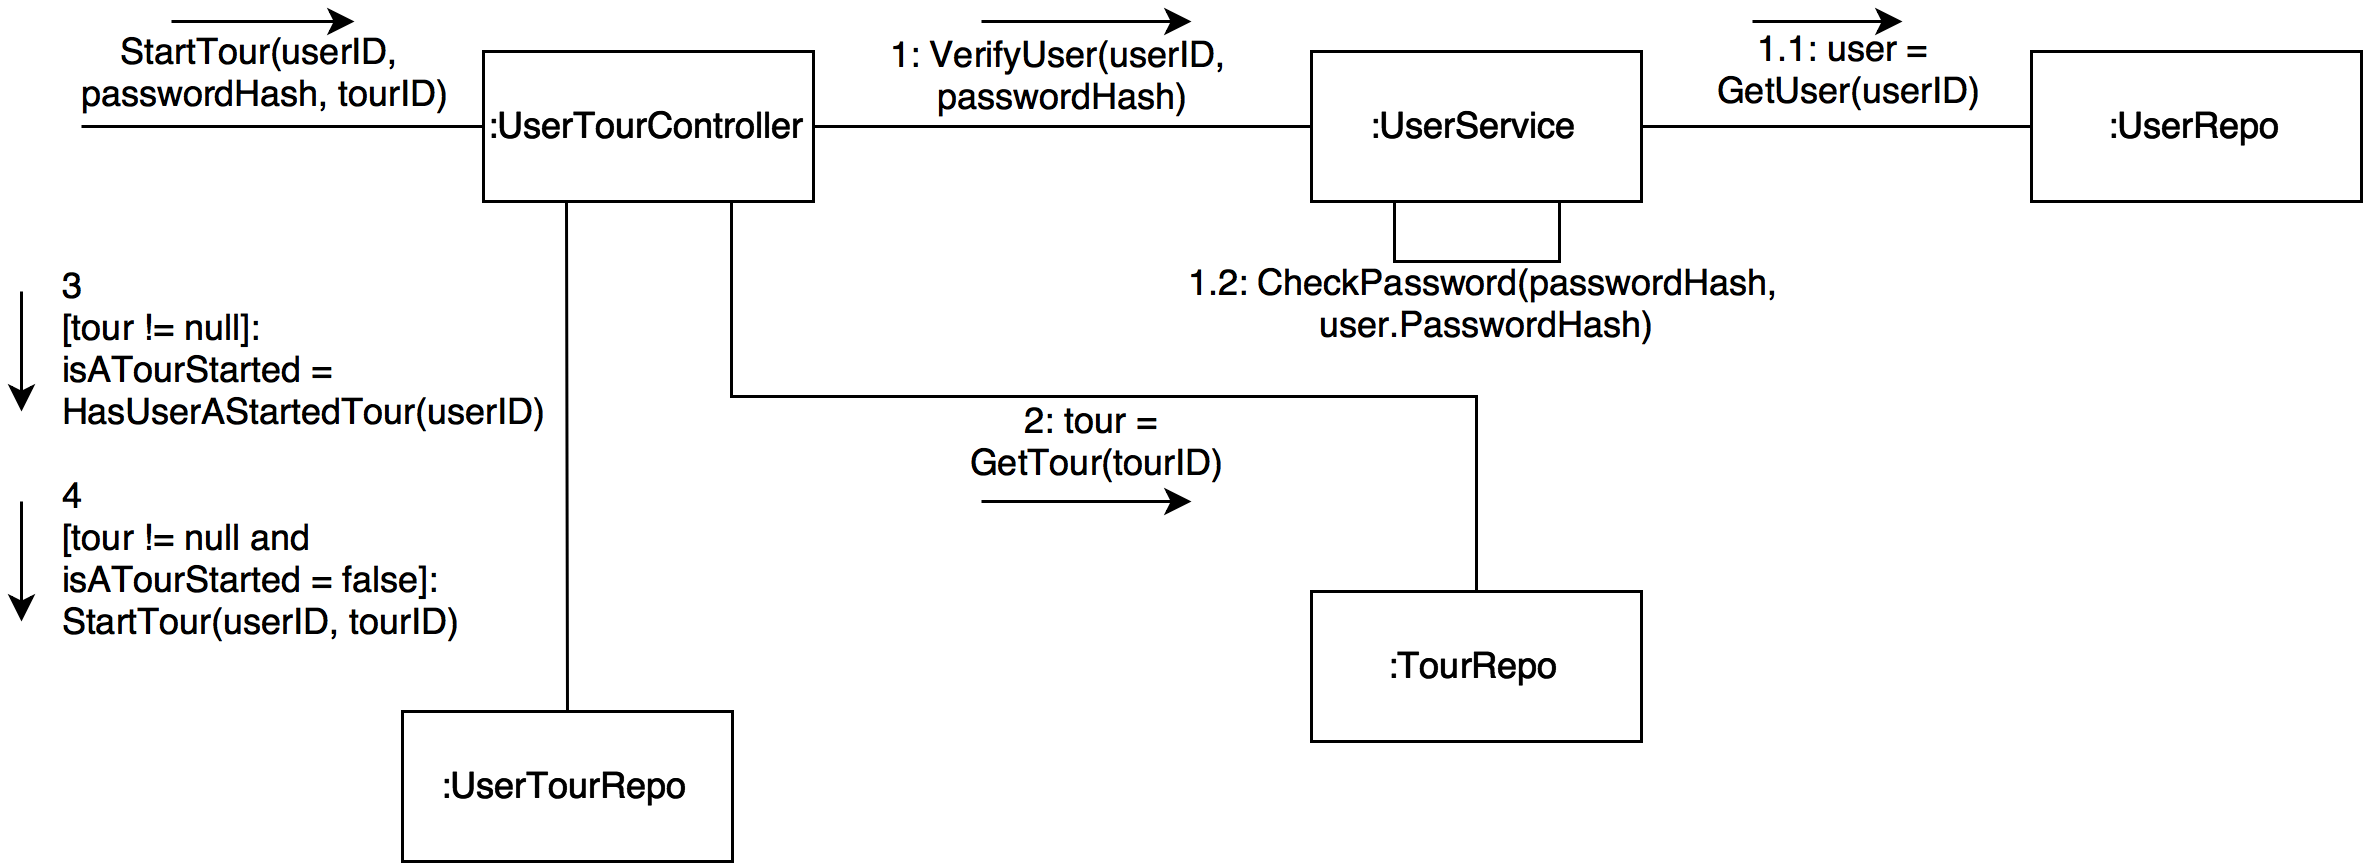 StartTour(userID,
passwordHash, tourID)
:UserTourController
1: VerifyUser(userID,
passwordHash)
:UserService
1.1: user =
GetUser(userID)
:UserRepo
1.2: CheckPassword(passwordHash,
user.PasswordHash)
3
[tour != null]:
isATourStarted =
HasUserAStartedTour(userID)
2: tour =
GetTour(tourID)
4
[tour != null and
isATourStarted = false]:
StartTour(userID, tourID)
:TourRepo
:UserTourRepo